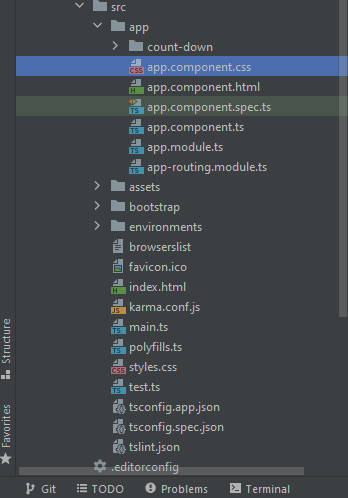 src
app
count-down
app.component.css
app.component.html
app.component.spec.ts
app.component.ts
app.module.ts
app-routing.module.ts
assets
bootstrap
environments
browserslist
favicon.ico
index.html
karma.conf.js
main.ts
polyfills.ts
styles.css
test.ts
tsconfig.app.json
tsconfig.spec.json
tslint.json
.editorconfig
Structure
Favorites
Git TODO Problems Terminal